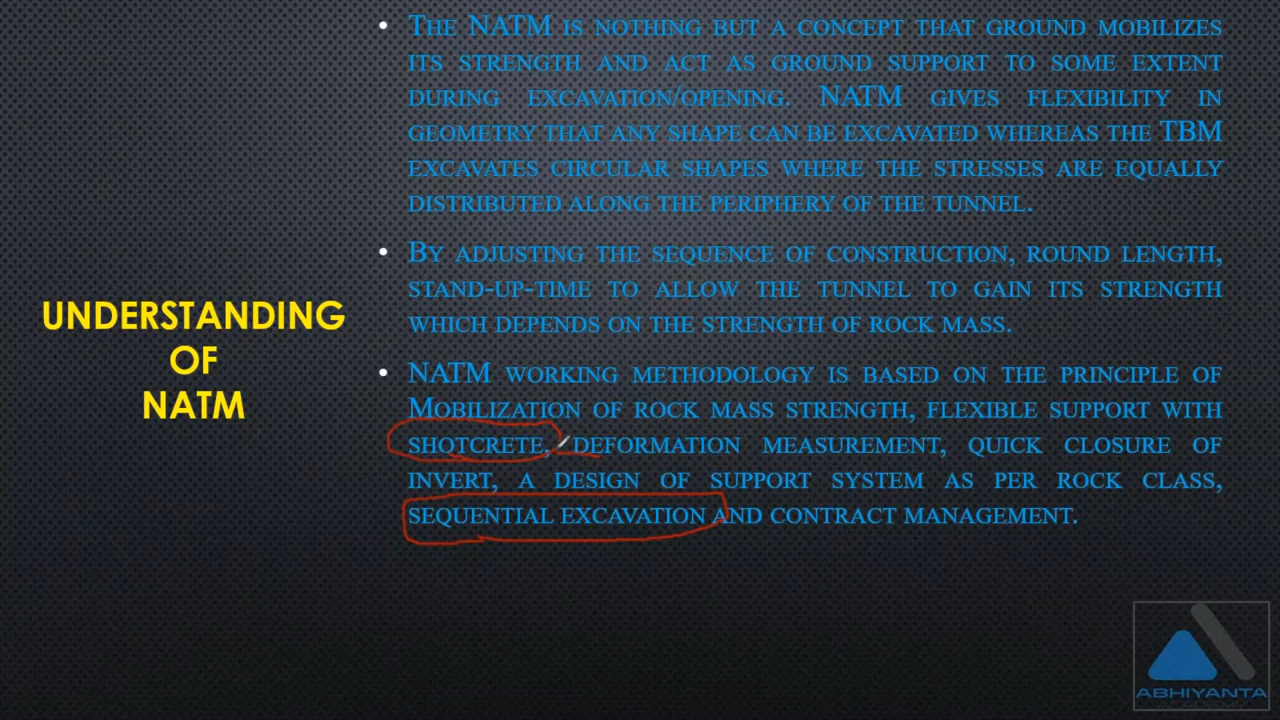 UNDERSTANDING
OF
NATM
• The NATM is nothing but a concept that ground mobilizes
its strength and act as ground support to some extent
during excavation/opening. NATM gives flexibility in
geometry that any shape can be excavated whereas the TBM
excavates circular shapes where the stresses are equally
distributed along the periphery of the tunnel.
• By adjusting the sequence of construction, round length,
stand-up-time to allow the tunnel to gain its strength
which depends on the strength of rock mass.
• NATM working methodology is based on the principle of
Mobilization of rock mass strength, flexible support with
shotcrete, deformation measurement, quick closure of
invert, a design of support system as per rock class,
sequential excavation and contract management.
ABHIYANTA
ACADEMY